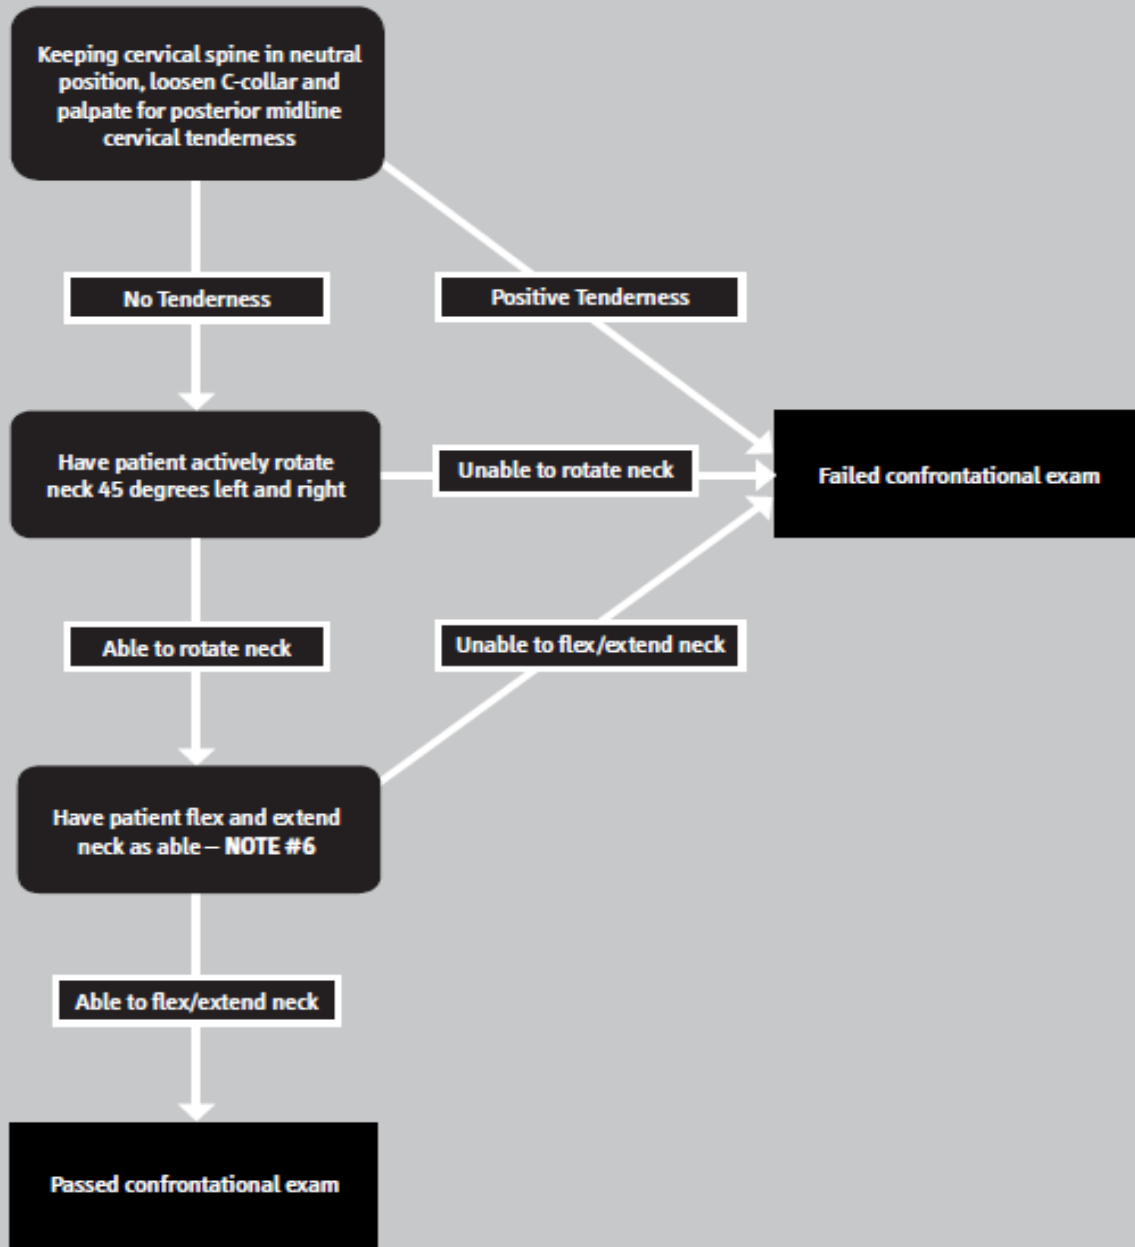 Keeping cervical spine in neutral
position, loosen C-collar and
palpate for posterior midline
cervical tenderness
No Tenderness
Positive Tenderness
Have patient actively rotate
neck 45 degrees left and right
Unable to rotate neck
Failed confrontational exam
Able to rotate neck
Unable to flex/extend neck
Have patient flex and extend
neck as able – NOTE #6
Able to flex/extend neck
Passed confrontational exam